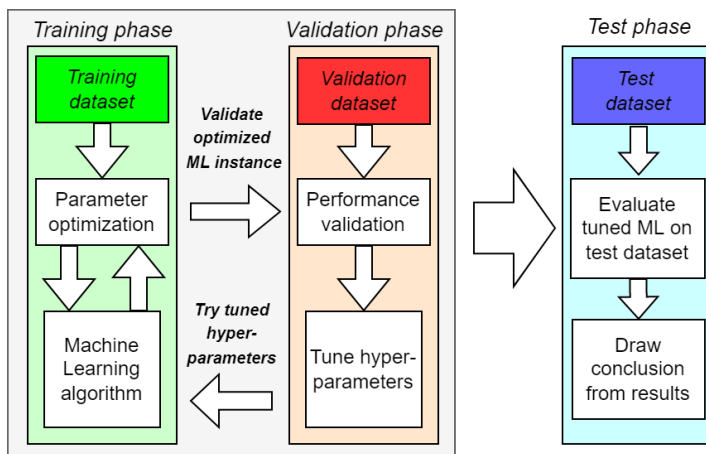 Training phase
Training
dataset
Parameter
optimization
Machine
Learning
algorithm
Validate
optimized
ML instance
Try tuned
hyper-
parameters
Validation phase
Validation
dataset
Performance
validation
Tune hyper-
parameters
Test phase
Test
dataset
Evaluate
tuned ML on
test dataset
Draw
conclusion
from results